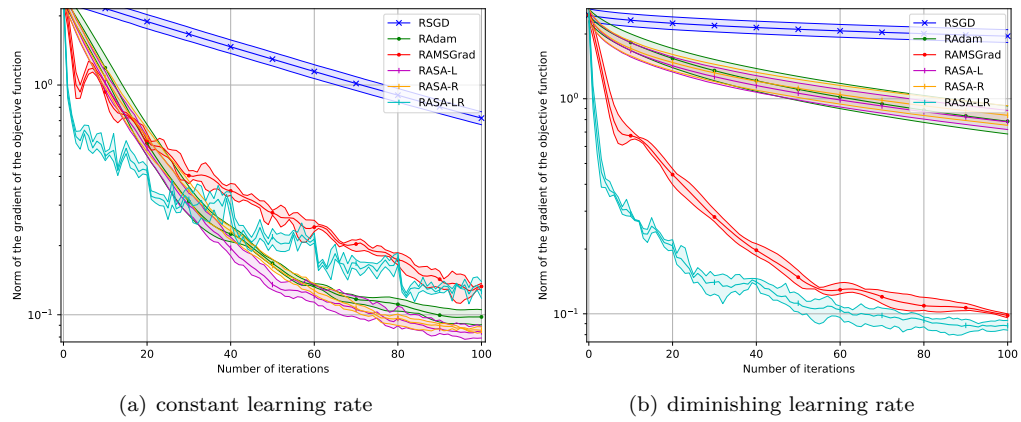 Norm of the gradient of the objective function
10⁰
10⁻¹
RSGD
RAdam
RAMSGrad
RASA-L
RASA-R
RASA-LR
0 20 40 60 80 100
Number of iterations
(a) constant learning rate
Norm of the gradient of the objective function
10⁰
10⁻¹
RSGD
RAdam
RAMSGrad
RASA-L
RASA-R
RASA-LR
0 20 40 60 80 100
Number of iterations
(b) diminishing learning rate